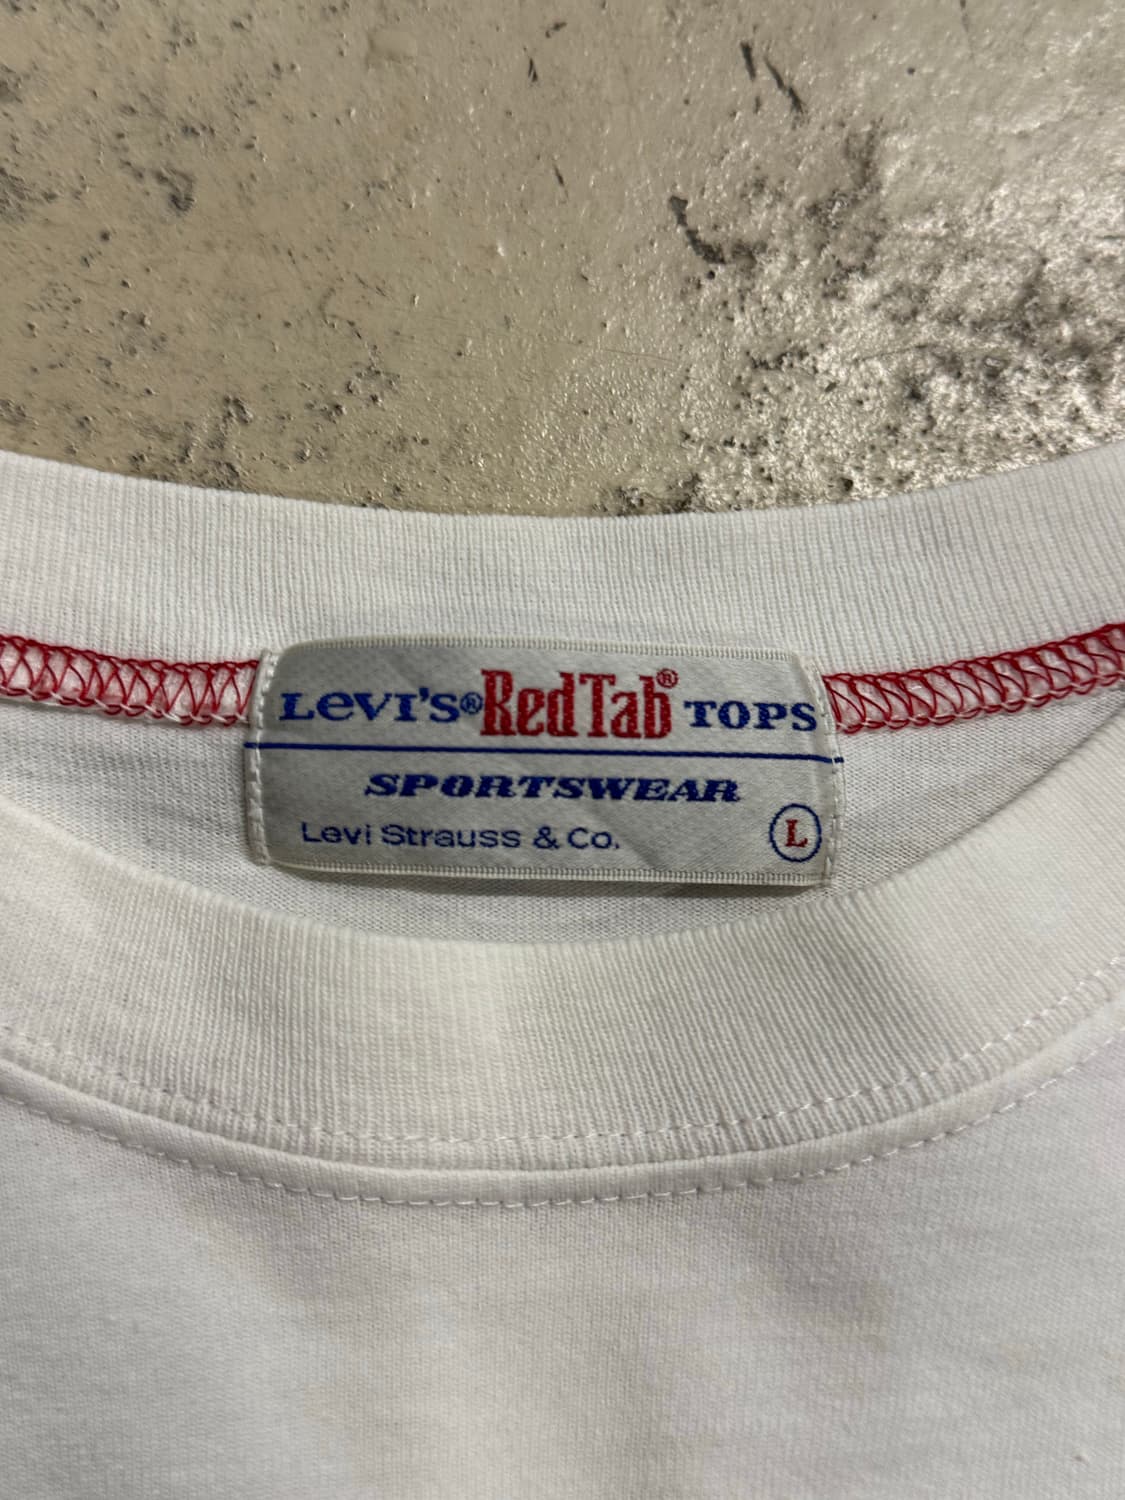 Levi's® RedTab® TOPS
SPORTSWEAR
Levi Strauss & Co.
L